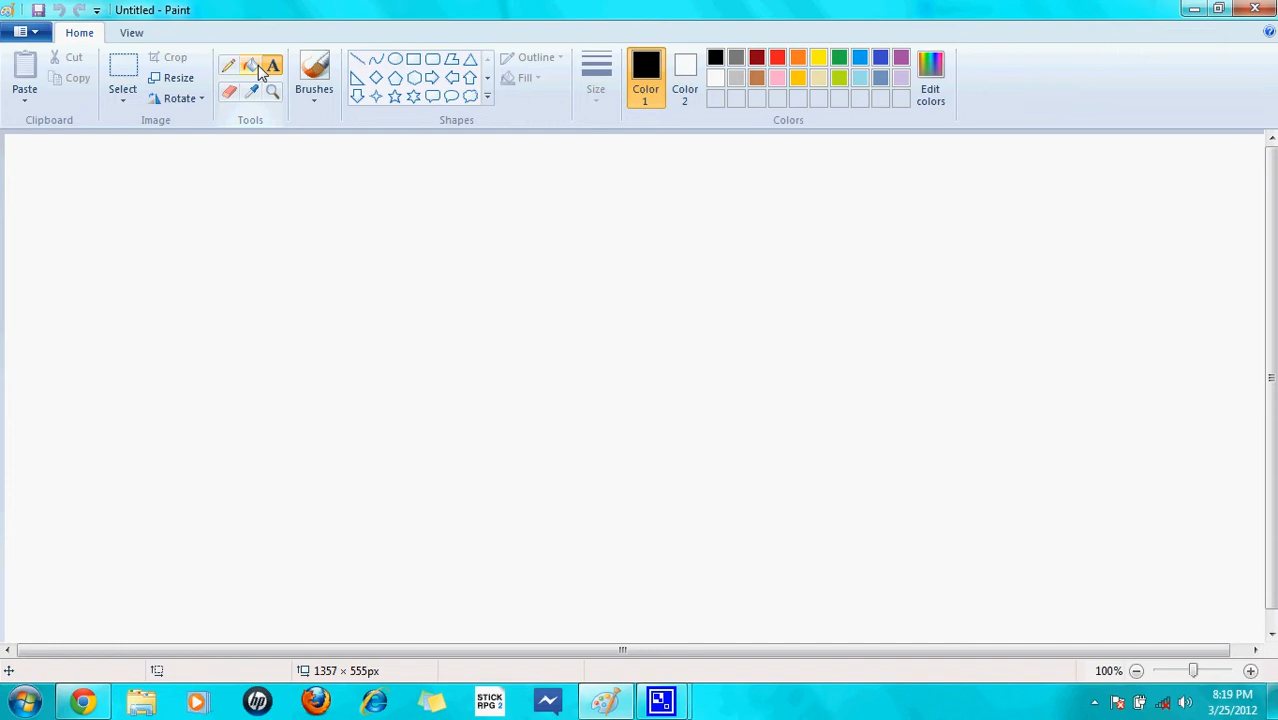 Untitled - Paint
Home View
Paste
Cut
Copy
Clipboard
Select
Crop
Resize
Rotate
Image
A
Tools
Brushes
Outline
Fill
Shapes
Size
Color 1
Color 2
Edit colors
Colors
1357 × 555px
100%
hp
STICK RPG 2
8:19 PM
3/25/2012